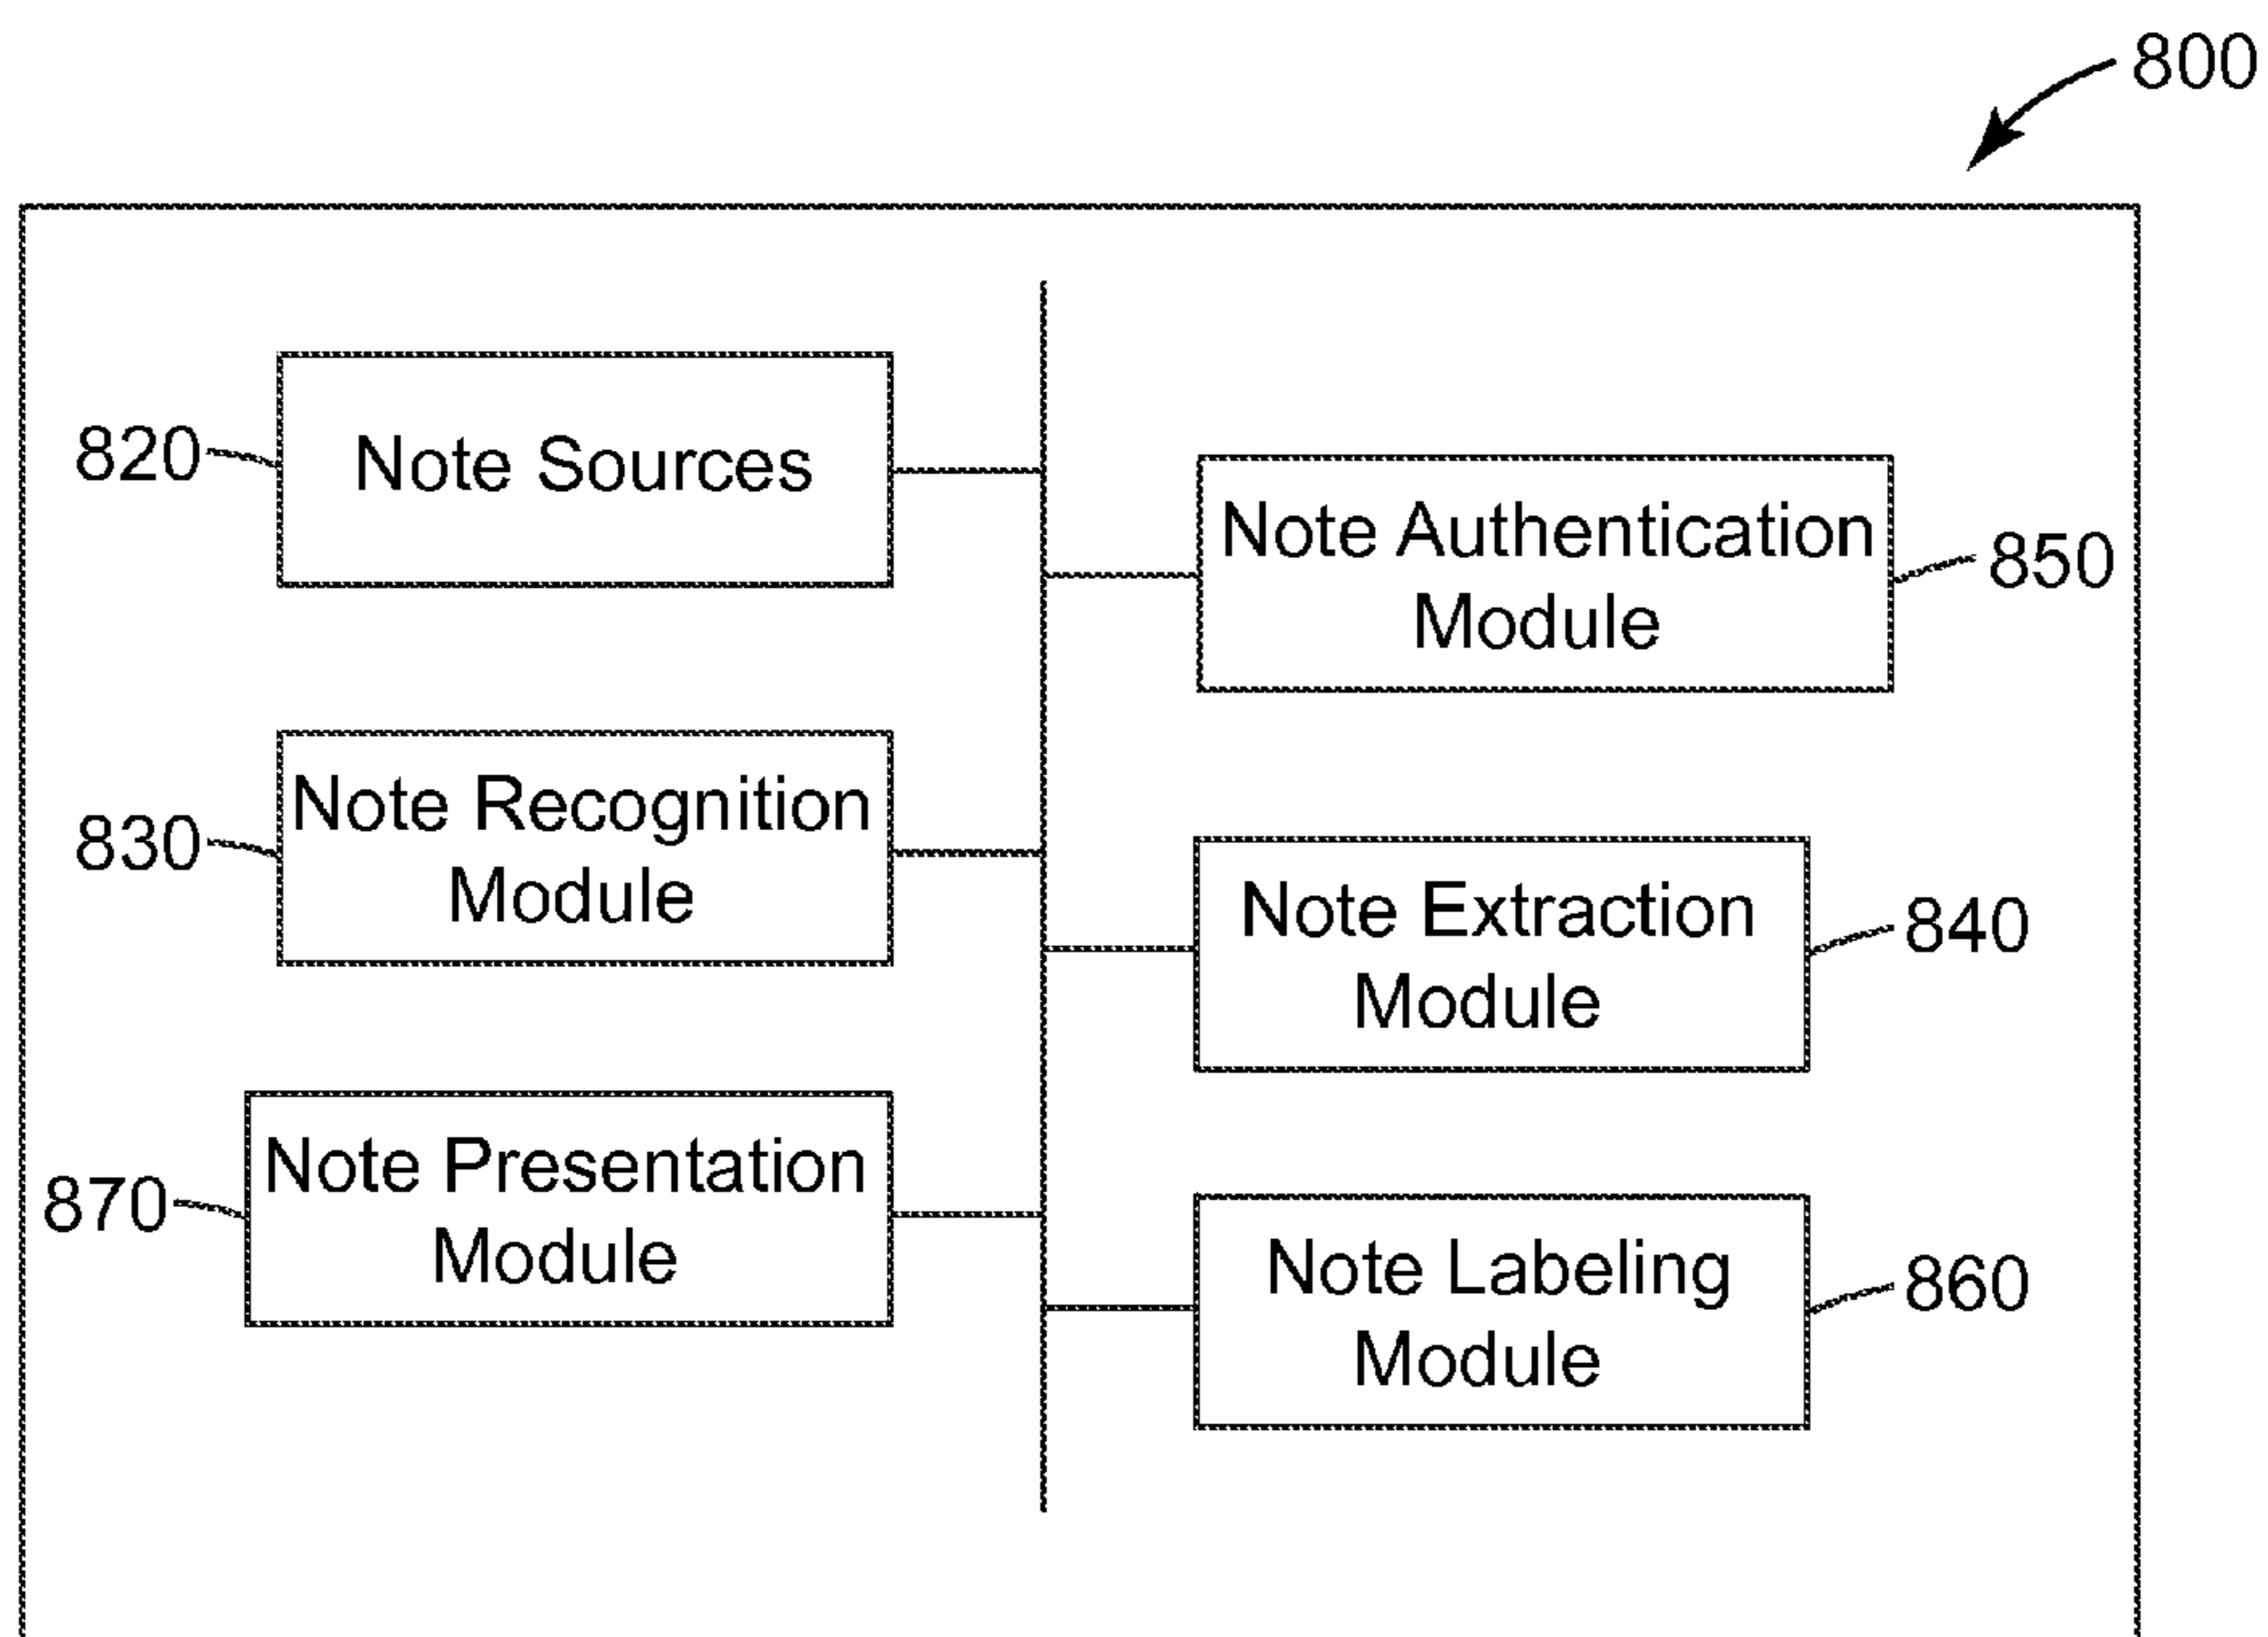 800
820
Note Sources
Note Authentication
Module
850
830
Note Recognition
Module
Note Extraction
Module
840
870
Note Presentation
Module
Note Labeling
Module
860